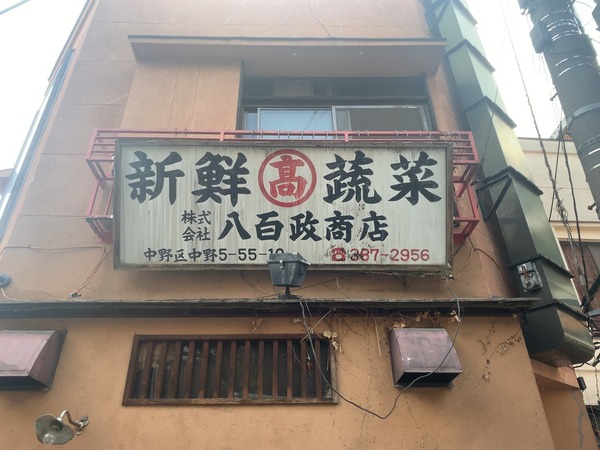 新鮮 高 蔬菜
株式会社 八百政商店
中野区中野5-55-1 ☎387-2956